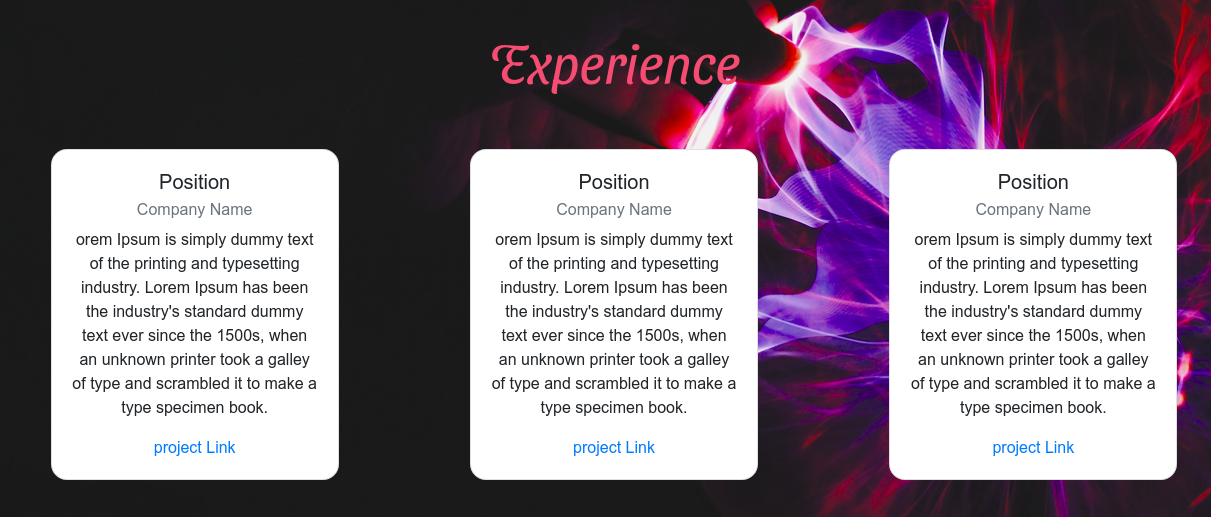 Experience
Position
Company Name
orem Ipsum is simply dummy text
of the printing and typesetting
industry. Lorem Ipsum has been
the industry's standard dummy
text ever since the 1500s, when
an unknown printer took a galley
of type and scrambled it to make a
type specimen book.
project Link
Position
Company Name
orem Ipsum is simply dummy text
of the printing and typesetting
industry. Lorem Ipsum has been
the industry's standard dummy
text ever since the 1500s, when
an unknown printer took a galley
of type and scrambled it to make a
type specimen book.
project Link
Position
Company Name
orem Ipsum is simply dummy text
of the printing and typesetting
industry. Lorem Ipsum has been
the industry's standard dummy
text ever since the 1500s, when
an unknown printer took a galley
of type and scrambled it to make a
type specimen book.
project Link